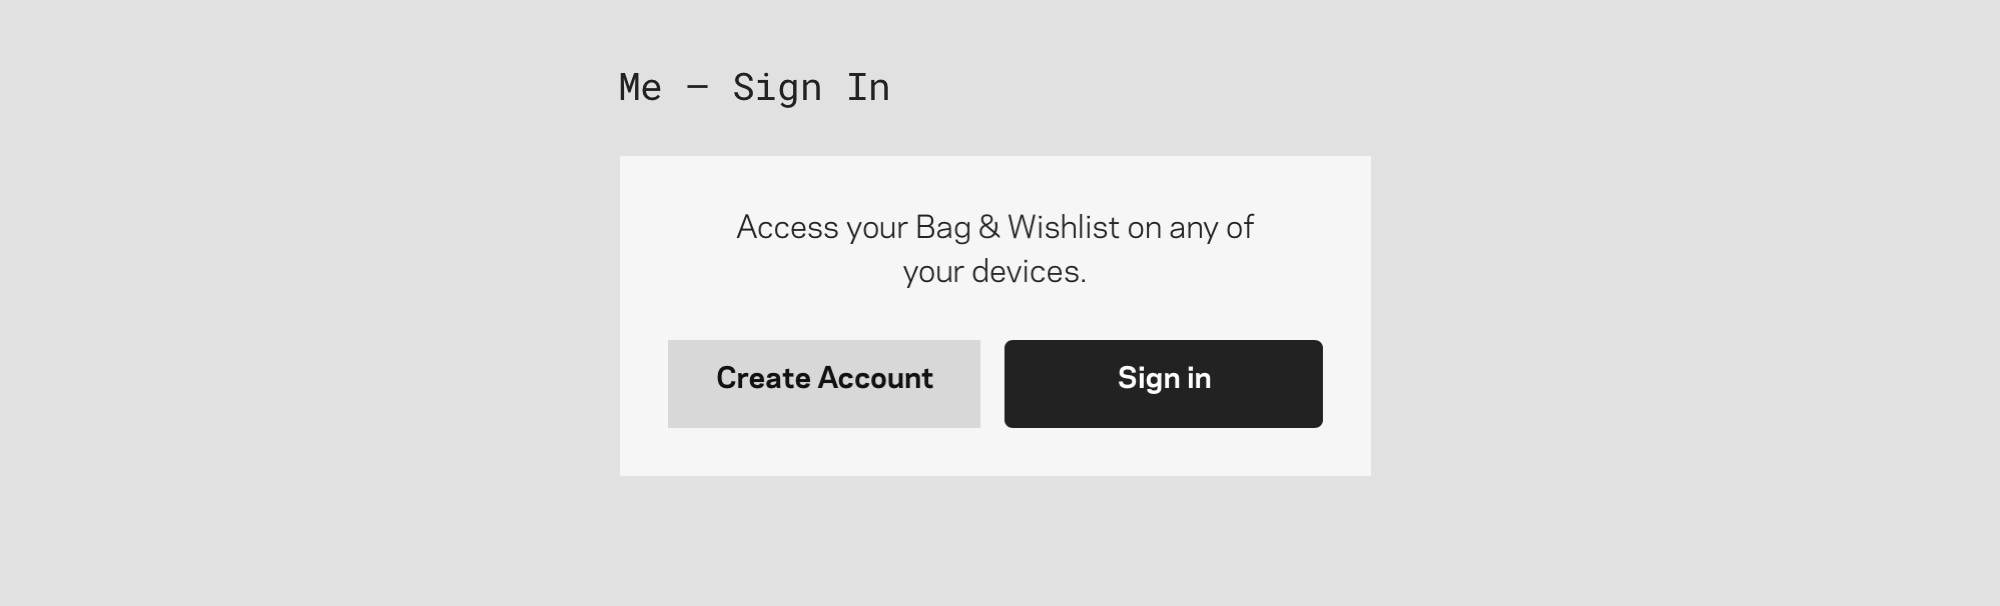 Me — Sign In
Access your Bag & Wishlist on any of
your devices.
Create Account
Sign in